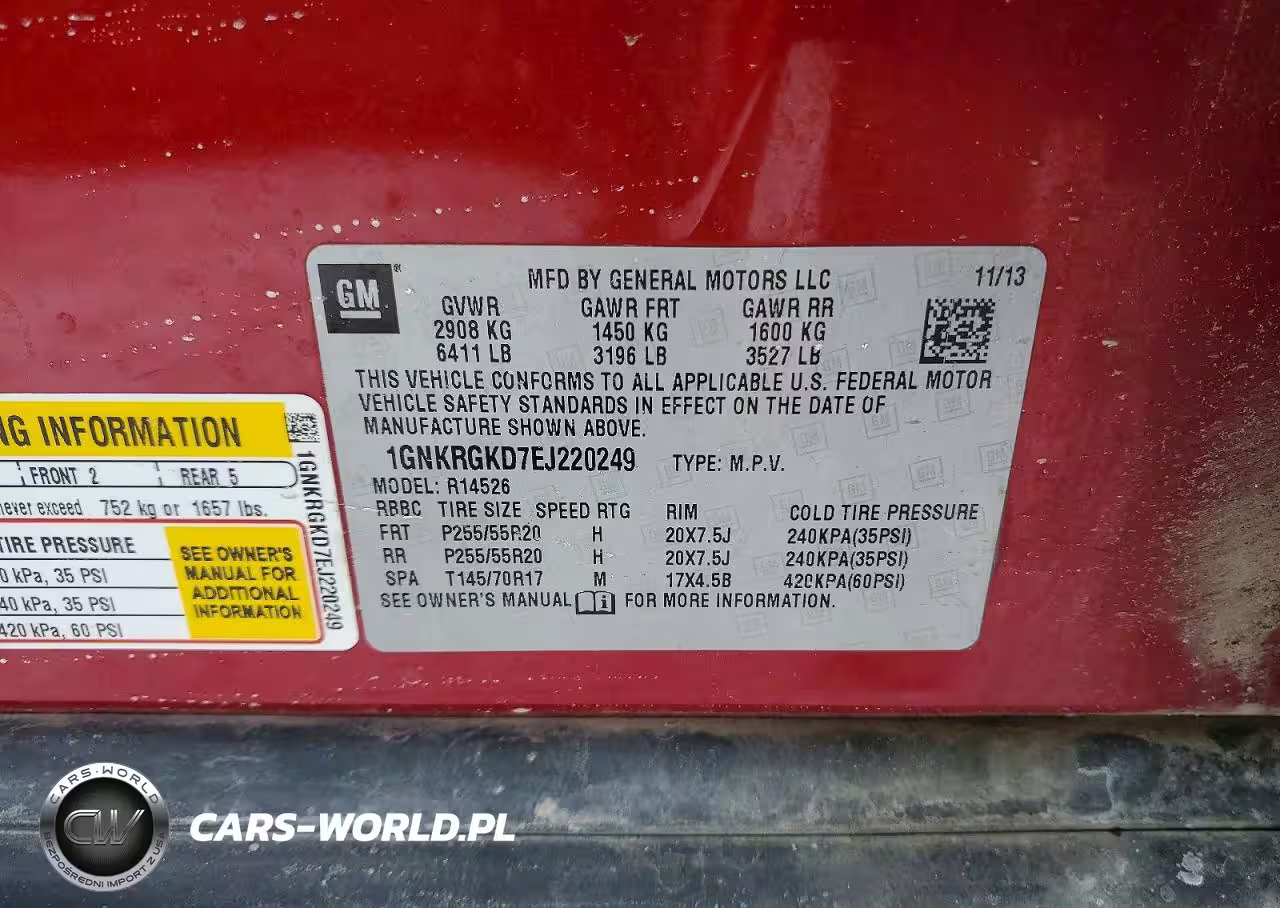 GM
®
MFD BY GENERAL MOTORS LLC 11/13
GVWR GAWR FRT GAWR RR
2908 KG 1450 KG 1600 KG
6411 LB 3196 LB 3527 LB
THIS VEHICLE CONFORMS TO ALL APPLICABLE U.S. FEDERAL MOTOR
VEHICLE SAFETY STANDARDS IN EFFECT ON THE DATE OF
MANUFACTURE SHOWN ABOVE.
1GNKRGKD7EJ220249 TYPE: M.P.V.
MODEL: R14526
RBBC TIRE SIZE SPEED RTG RIM COLD TIRE PRESSURE
FRT P255/55R20 H 20X7.5J 240KPA(35PSI)
RR P255/55R20 H 20X7.5J 240KPA(35PSI)
SPA T145/70R17 M 17X4.5B 420KPA(60PSI)
SEE OWNER'S MANUAL FOR MORE INFORMATION.
NG INFORMATION
FRONT 2 REAR 5
never exceed 752 kg or 1657 lbs.
TIRE PRESSURE
0 kPa, 35 PSI
40 kPa, 35 PSI
420 kPa, 60 PSI
SEE OWNER'S
MANUAL FOR
ADDITIONAL
INFORMATION
1GNKRGKD7EJ220249
CARS-WORLD
CW
BEZPOŚREDNI IMPORT Z USA
CARS-WORLD.PL